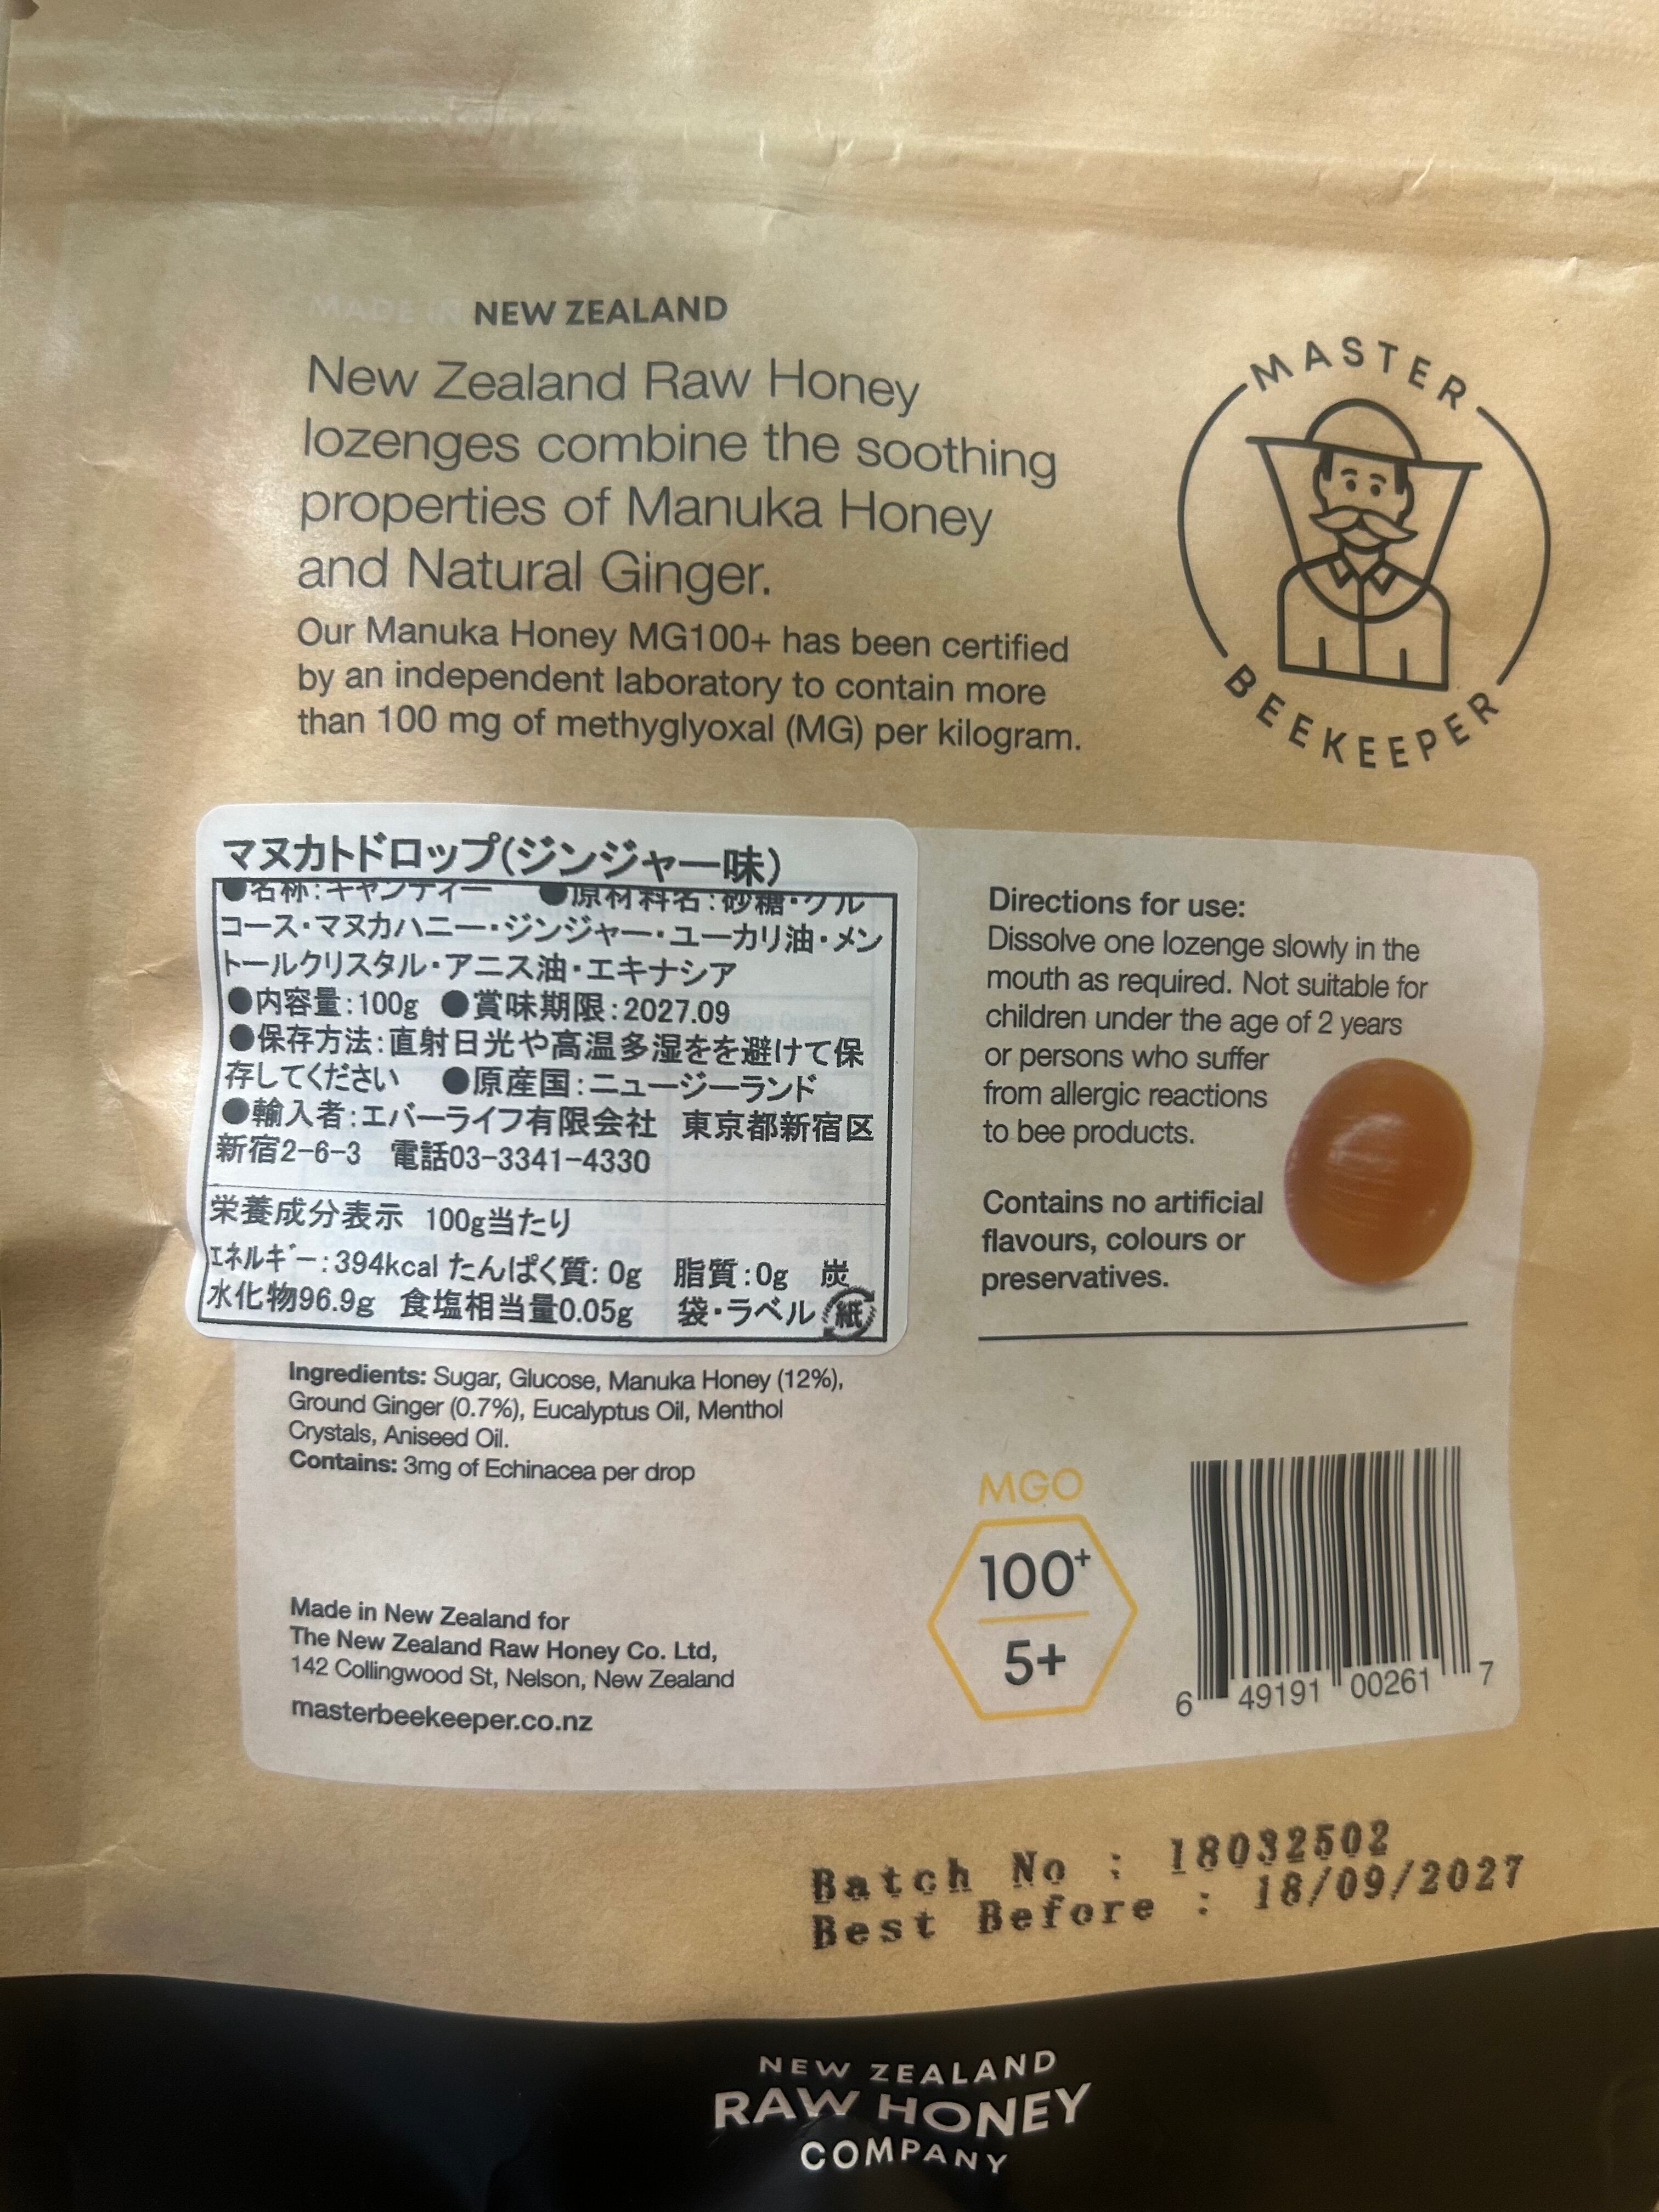 MADE IN NEW ZEALAND
New Zealand Raw Honey
lozenges combine the soothing
properties of Manuka Honey
and Natural Ginger.
Our Manuka Honey MG100+ has been certified
by an independent laboratory to contain more
than 100 mg of methyglyoxal (MG) per kilogram.
MASTER
BEEKEEPER
マヌカトドロップ(ジンジャー味)
●名称:キャンディー ●原材料名:砂糖・グル
コース・マヌカハニー・ジンジャー・ユーカリ油・メン
トールクリスタル・アニス油・エキナシア
●内容量:100g ●賞味期限:2027.09
●保存方法:直射日光や高温多湿をを避けて保
存してください ●原産国:ニュージーランド
●輸入者:エバーライフ有限会社 東京都新宿区
新宿2-6-3 電話03-3341-4330
栄養成分表示 100g当たり
エネルギー:394kcal たんぱく質:0g 脂質:0g 炭
水化物96.9g 食塩相当量0.05g 袋・ラベル 紙
Directions for use:
Dissolve one lozenge slowly in the
mouth as required. Not suitable for
children under the age of 2 years
or persons who suffer
from allergic reactions
to bee products.
Contains no artificial
flavours, colours or
preservatives.
Ingredients: Sugar, Glucose, Manuka Honey (12%),
Ground Ginger (0.7%), Eucalyptus Oil, Menthol
Crystals, Aniseed Oil.
Contains: 3mg of Echinacea per drop
Made in New Zealand for
The New Zealand Raw Honey Co. Ltd,
142 Collingwood St, Nelson, New Zealand
masterbeekeeper.co.nz
MGO
100+
5+
6 49191 00261 7
Batch No : 18032502
Best Before : 18/09/2027
NEW ZEALAND
RAW HONEY
COMPANY